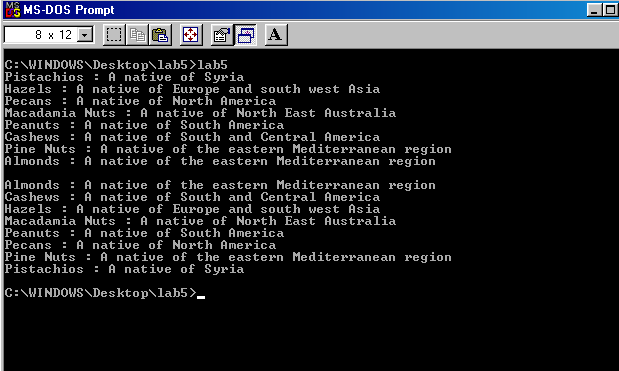 MS-DOS Prompt
8 x 12
A
C:\WINDOWS\Desktop\lab5>lab5
Pistachios : A native of Syria
Hazels : A native of Europe and south west Asia
Pecans : A native of North America
Macadamia Nuts : A native of North East Australia
Peanuts : A native of South America
Cashews : A native of South and Central America
Pine Nuts : A native of the eastern Mediterranean region
Almonds : A native of the eastern Mediterranean region
Almonds : A native of the eastern Mediterranean region
Cashews : A native of South and Central America
Hazels : A native of Europe and south west Asia
Macadamia Nuts : A native of North East Australia
Peanuts : A native of South America
Pecans : A native of North America
Pine Nuts : A native of the eastern Mediterranean region
Pistachios : A native of Syria
C:\WINDOWS\Desktop\lab5>